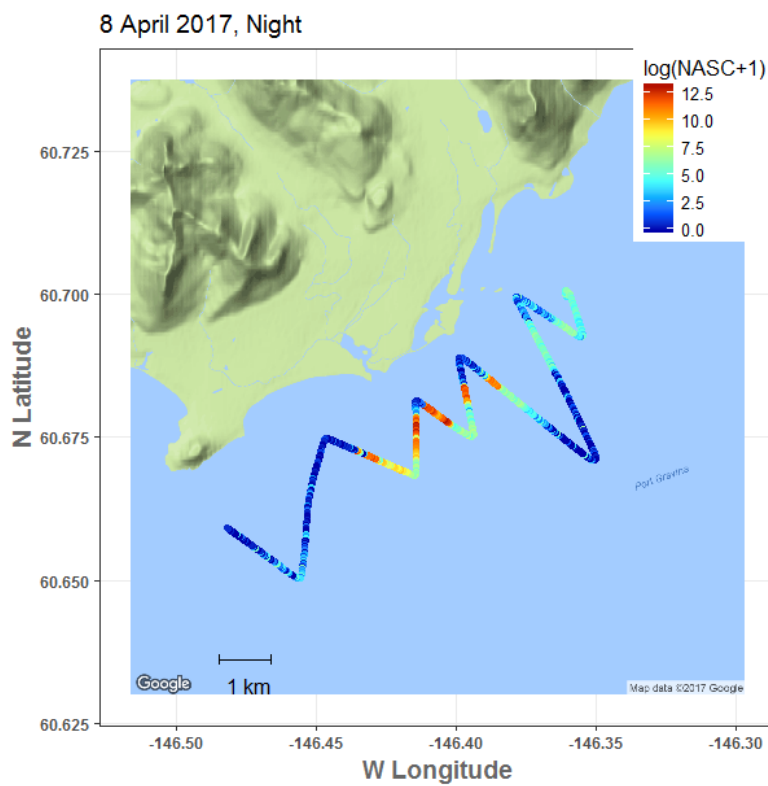 8 April 2017, Night
log(NASC+1)
12.5
10.0
7.5
5.0
2.5
0.0
60.725
60.700
60.675
60.650
60.625
N Latitude
Port Gravina
1 km
Google
Map data ©2017 Google
-146.50 -146.45 -146.40 -146.35 -146.30
W Longitude